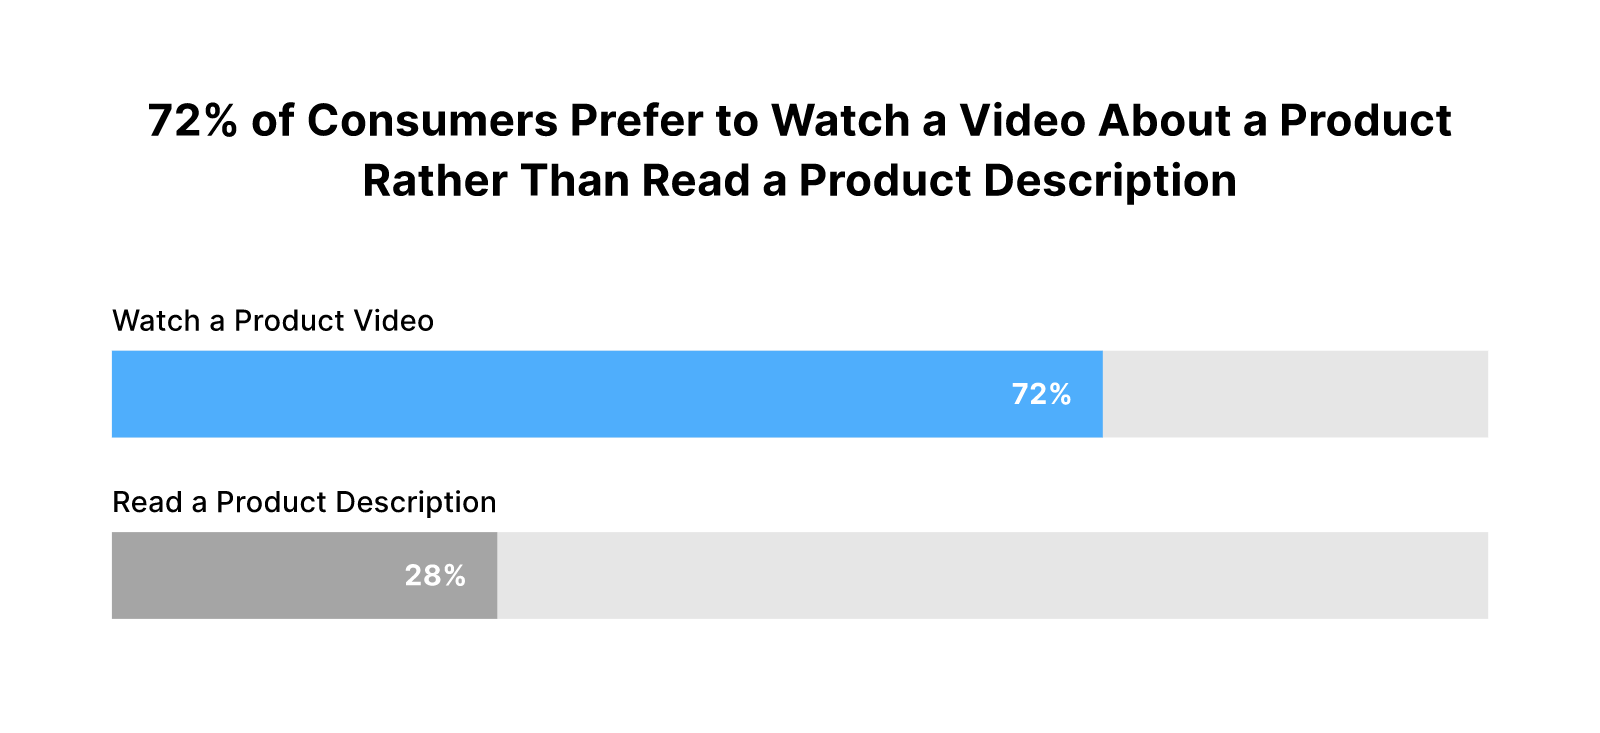 72% of Consumers Prefer to Watch a Video About a Product
Rather Than Read a Product Description
Watch a Product Video
72%
Read a Product Description
28%